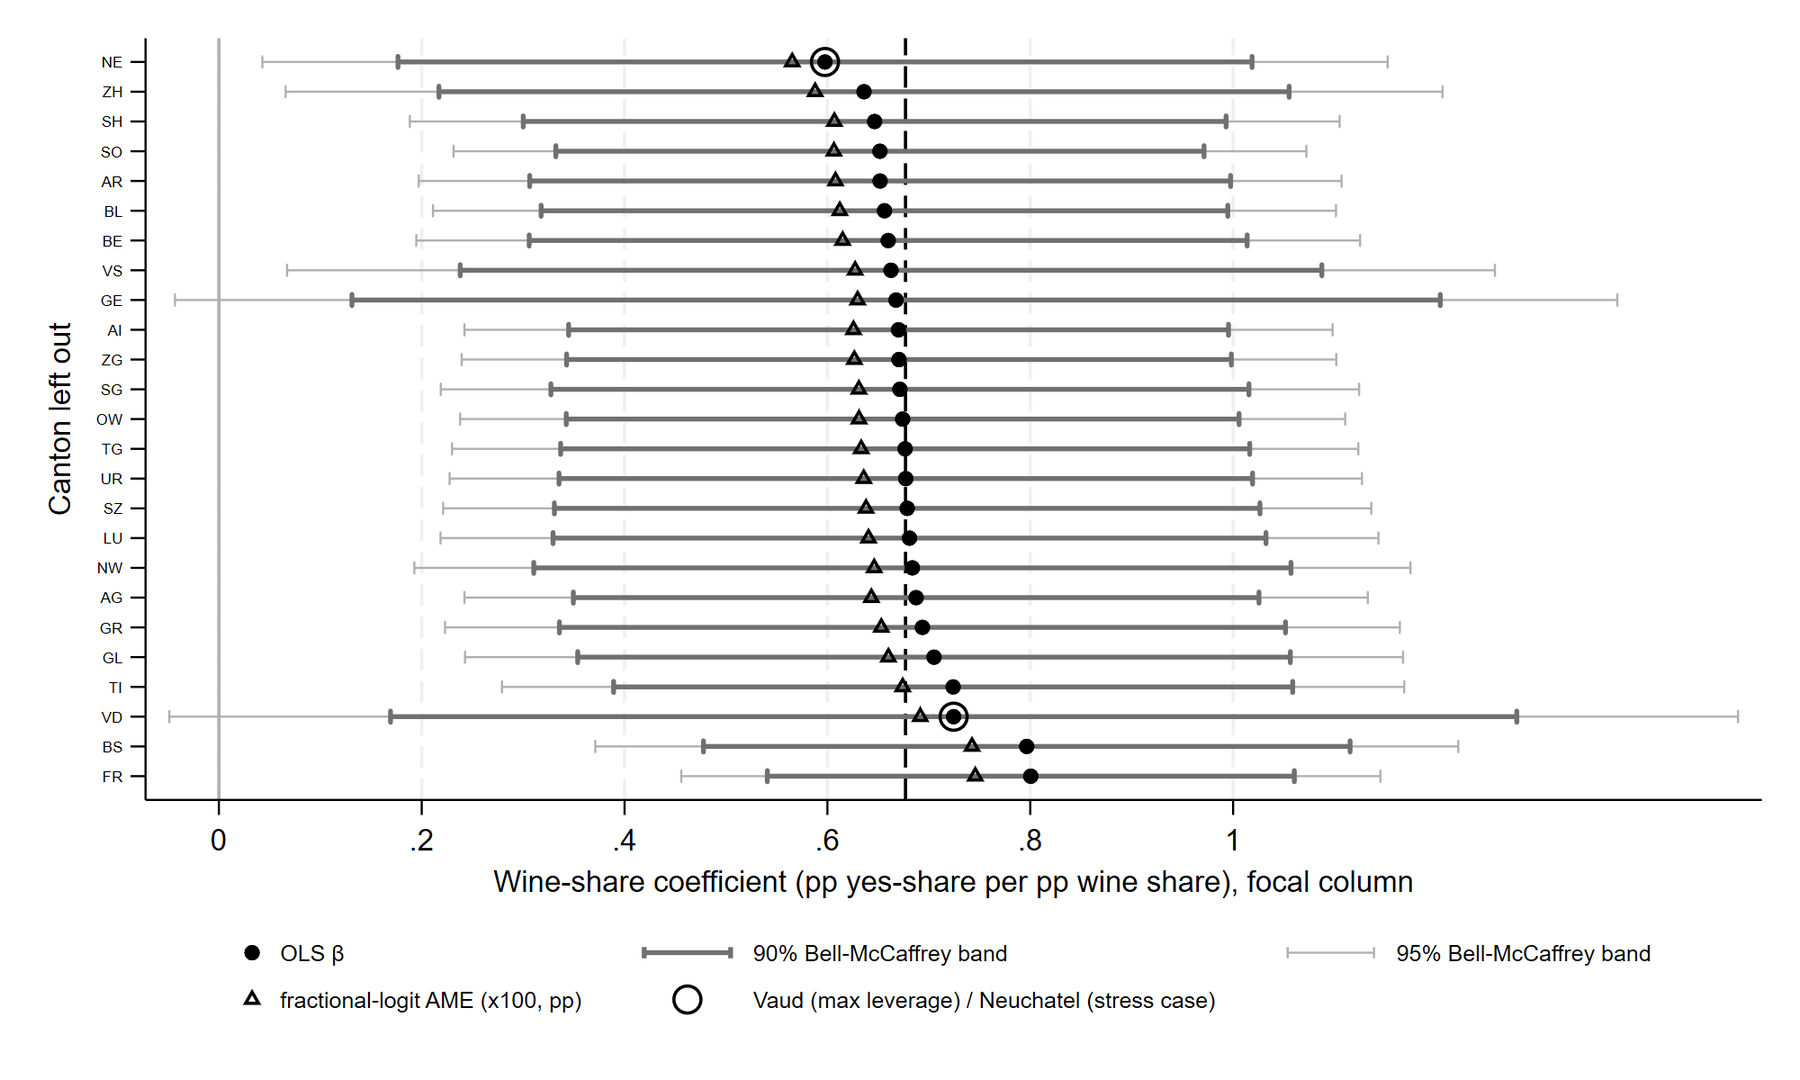 Canton left out
NE
ZH
SH
SO
AR
BL
BE
VS
GE
AI
ZG
SG
OW
TG
UR
SZ
LU
NW
AG
GR
GL
TI
VD
BS
FR
0 .2 .4 .6 .8 1
Wine-share coefficient (pp yes-share per pp wine share), focal column
OLS β 90% Bell-McCaffrey band 95% Bell-McCaffrey band
fractional-logit AME (x100, pp) Vaud (max leverage) / Neuchatel (stress case)